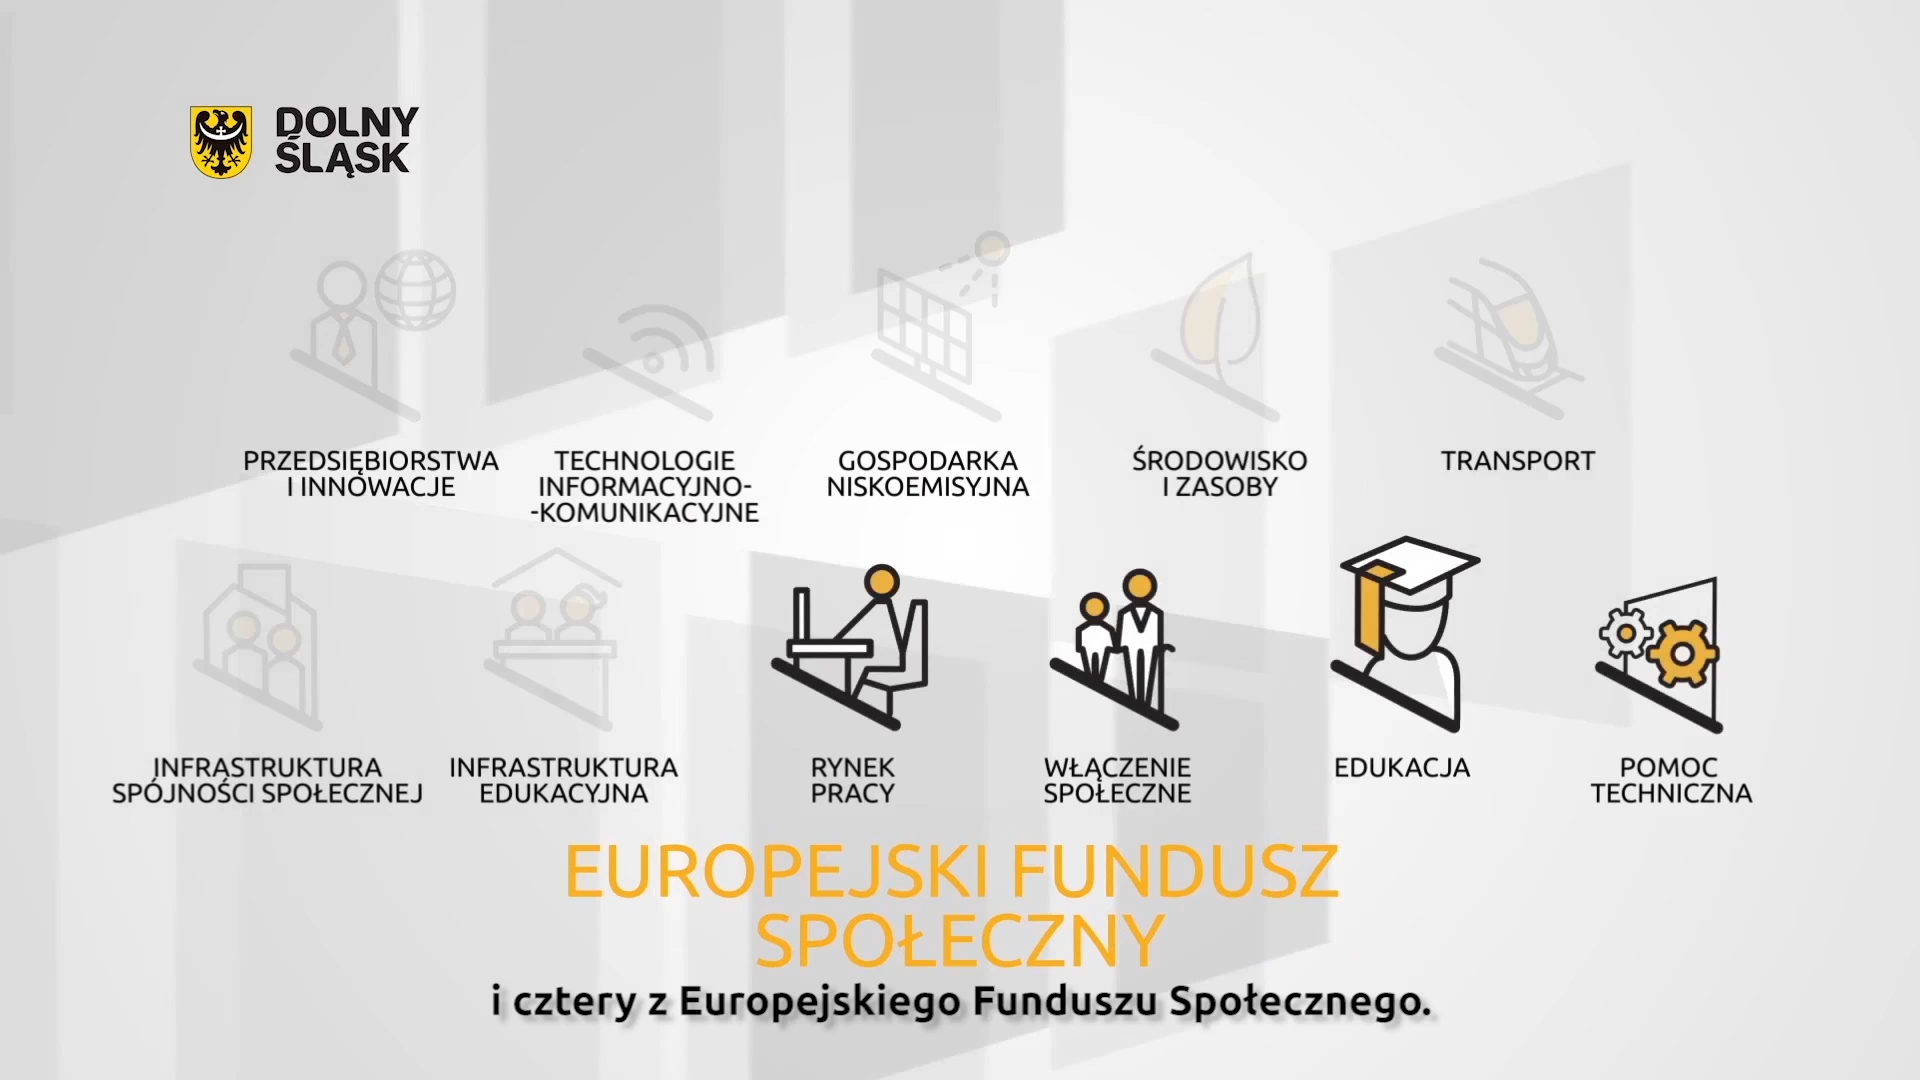 DOLNY
ŚLĄSK
PRZEDSIĘBIORSTWA
I INNOWACJE
TECHNOLOGIE
INFORMACYJNO-
-KOMUNIKACYJNE
GOSPODARKA
NISKOEMISYJNA
ŚRODOWISKO
I ZASOBY
TRANSPORT
INFRASTRUKTURA
SPÓJNOŚCI SPOŁECZNEJ
INFRASTRUKTURA
EDUKACYJNA
RYNEK
PRACY
WŁĄCZENIE
SPOŁECZNE
EDUKACJA
POMOC
TECHNICZNA
EUROPEJSKI FUNDUSZ
SPOŁECZNY
i cztery z Europejskiego Funduszu Społecznego.